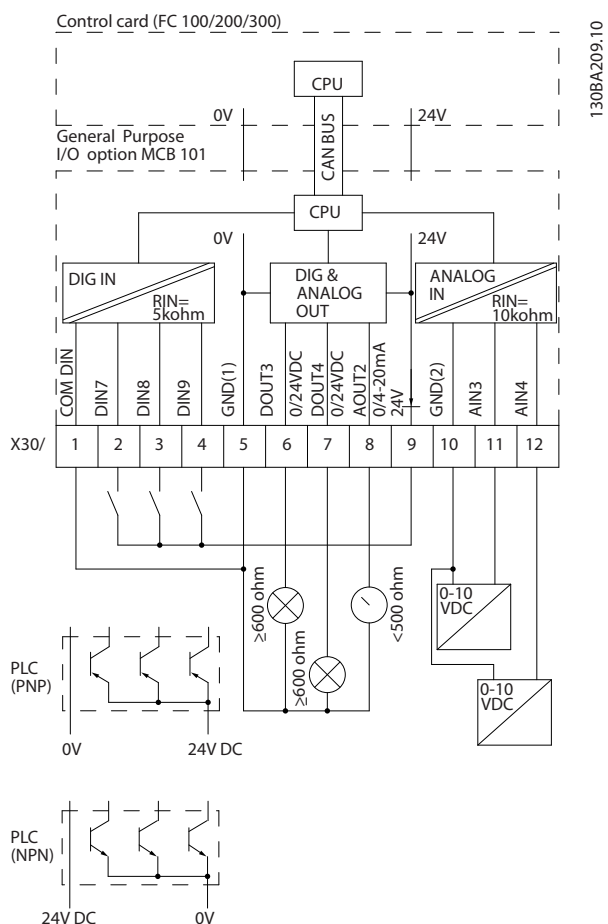 Control card (FC 100/200/300)
130BA209.10
CPU
0V
24V
General Purpose
I/O option MCB 101
CAN BUS
CPU
0V
24V
DIG IN
RIN=
5kohm
DIG &
ANALOG
OUT
ANALOG
IN
RIN=
10kohm
COM DIN
DIN7
DIN8
DIN9
GND(1)
DOUT3
0/24VDC
DOUT4
0/24VDC
AOUT2
0/4-20mA
24V
GND(2)
AIN3
AIN4
X30/ 1 2 3 4 5 6 7 8 9 10 11 12
≥600 ohm
≥600 ohm
<500 ohm
0-10
VDC
0-10
VDC
PLC
(PNP)
0V
24V DC
PLC
(NPN)
24V DC
0V